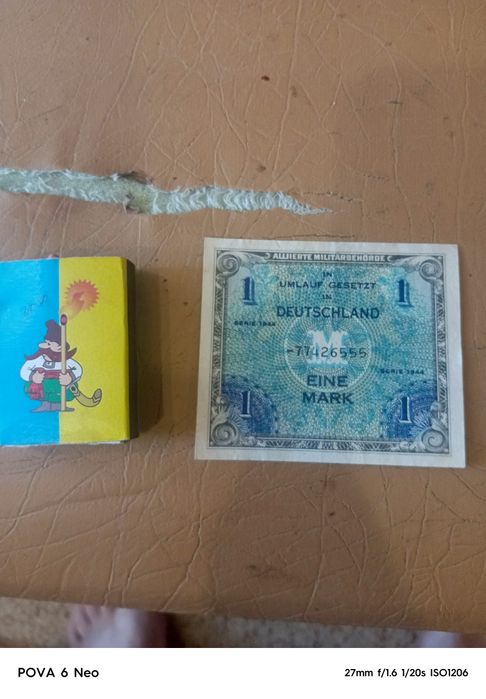 ALLIIERTE MILITÄRBEHÖRDE
IN
UMLAUF GESETZT
IN
DEUTSCHLAND
1
1
SERIE 1944
M
-77426555
SERIE 1944
EINE
MARK
1
1
POVA 6 Neo
27mm f/1.6 1/20s ISO1206